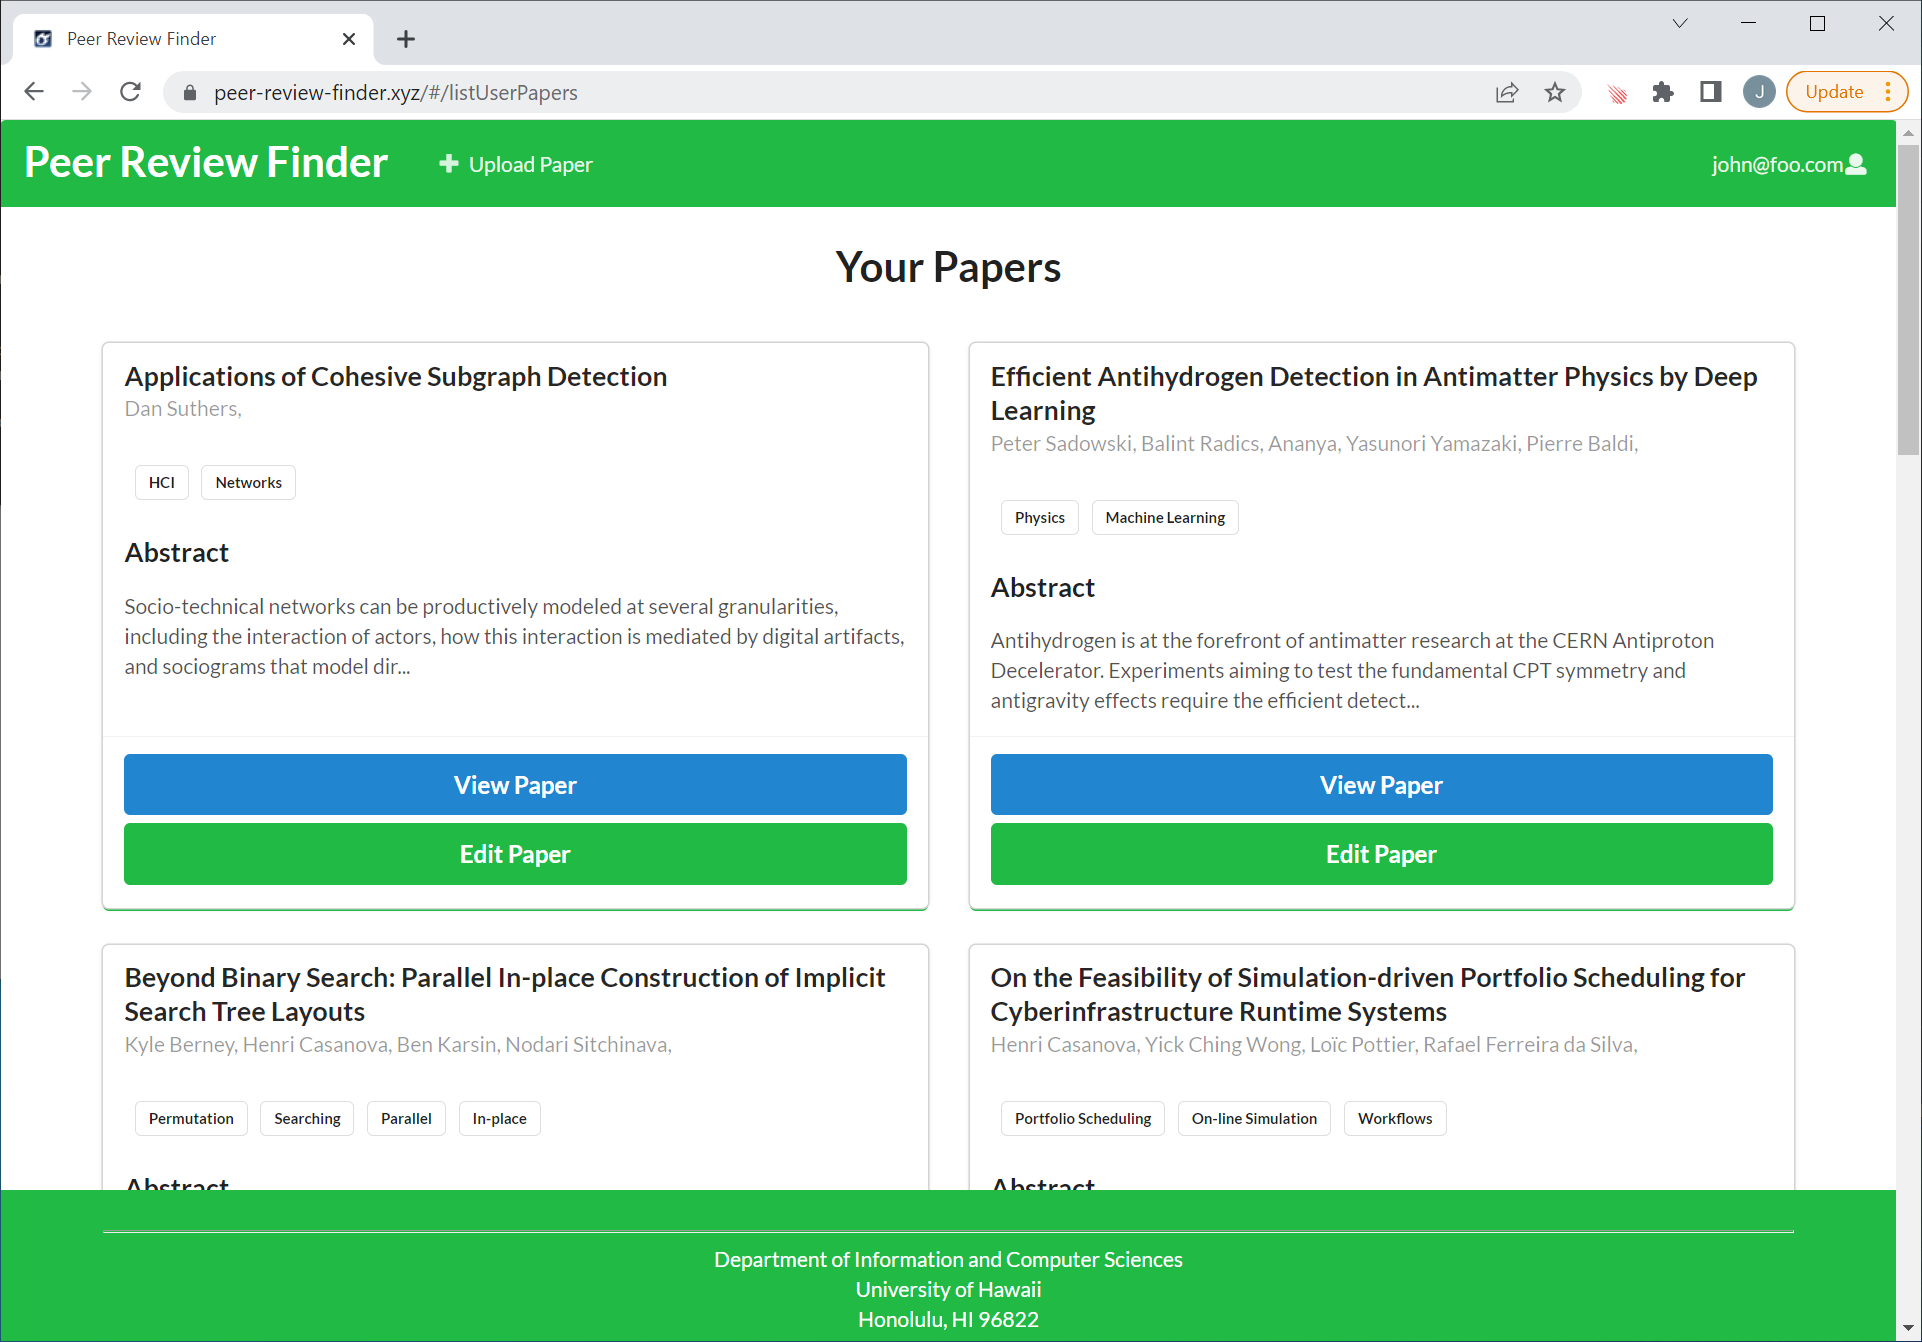 Peer Review Finder
peer-review-finder.xyz/#/listUserPapers
J
Update
Peer Review Finder
Upload Paper
john@foo.com
Your Papers
Applications of Cohesive Subgraph Detection
Dan Suthers,
HCI
Networks
Abstract
Socio-technical networks can be productively modeled at several granularities,
including the interaction of actors, how this interaction is mediated by digital artifacts,
and sociograms that model dir...
View Paper
Edit Paper
Efficient Antihydrogen Detection in Antimatter Physics by Deep
Learning
Peter Sadowski, Balint Radics, Ananya, Yasunori Yamazaki, Pierre Baldi,
Physics
Machine Learning
Abstract
Antihydrogen is at the forefront of antimatter research at the CERN Antiproton
Decelerator. Experiments aiming to test the fundamental CPT symmetry and
antigravity effects require the efficient detect...
View Paper
Edit Paper
Beyond Binary Search: Parallel In-place Construction of Implicit
Search Tree Layouts
Kyle Berney, Henri Casanova, Ben Karsin, Nodari Sitchinava,
Permutation
Searching
Parallel
In-place
Abstract
On the Feasibility of Simulation-driven Portfolio Scheduling for
Cyberinfrastructure Runtime Systems
Henri Casanova, Yick Ching Wong, Loïc Pottier, Rafael Ferreira da Silva,
Portfolio Scheduling
On-line Simulation
Workflows
Abstract
Department of Information and Computer Sciences
University of Hawaii
Honolulu, HI 96822